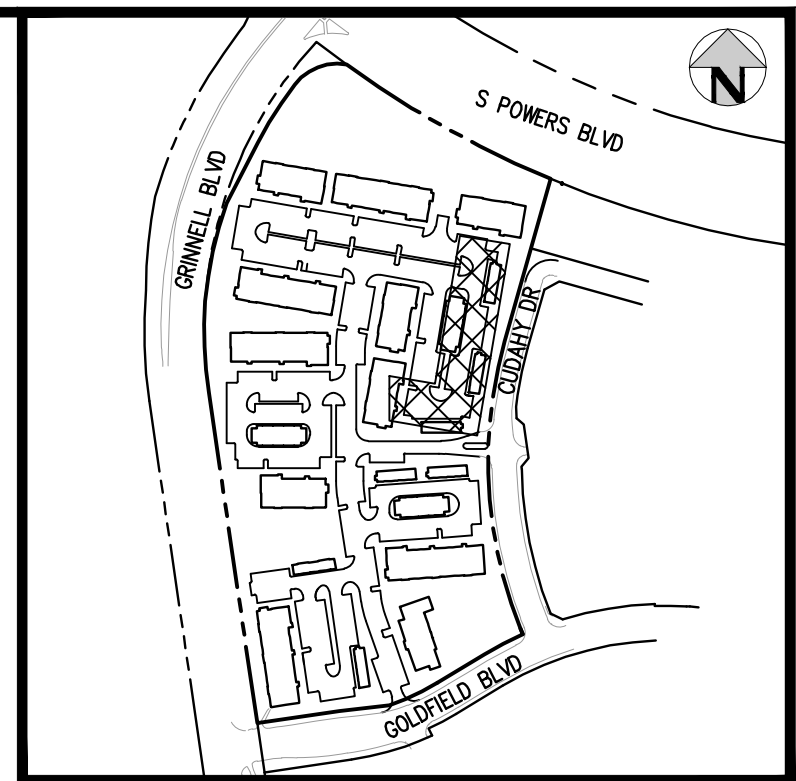 N
S POWERS BLVD
GRINNELL BLVD
CUDAHY DR
GOLDFIELD BLVD